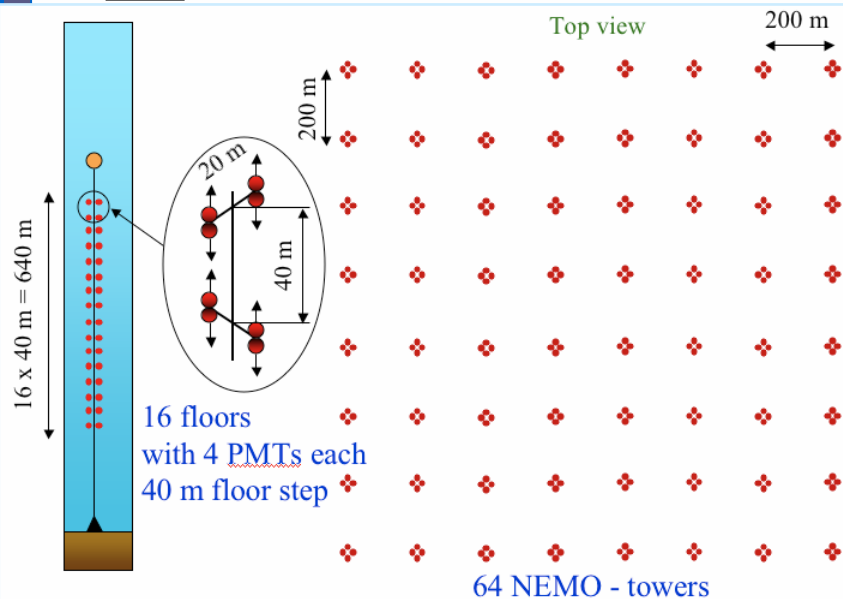 Top view
200 m
200 m
20 m
40 m
16 x 40 m = 640 m
16 floors
with 4 PMTs each
40 m floor step
64 NEMO - towers